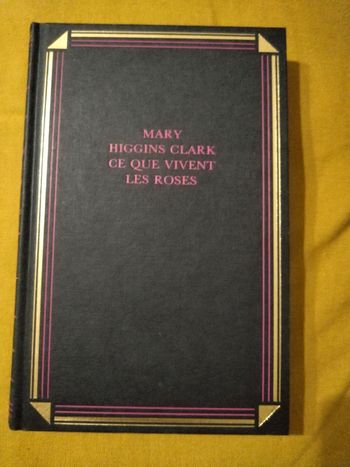 MARY
HIGGINS CLARK
CE QUE VIVENT
LES ROSES